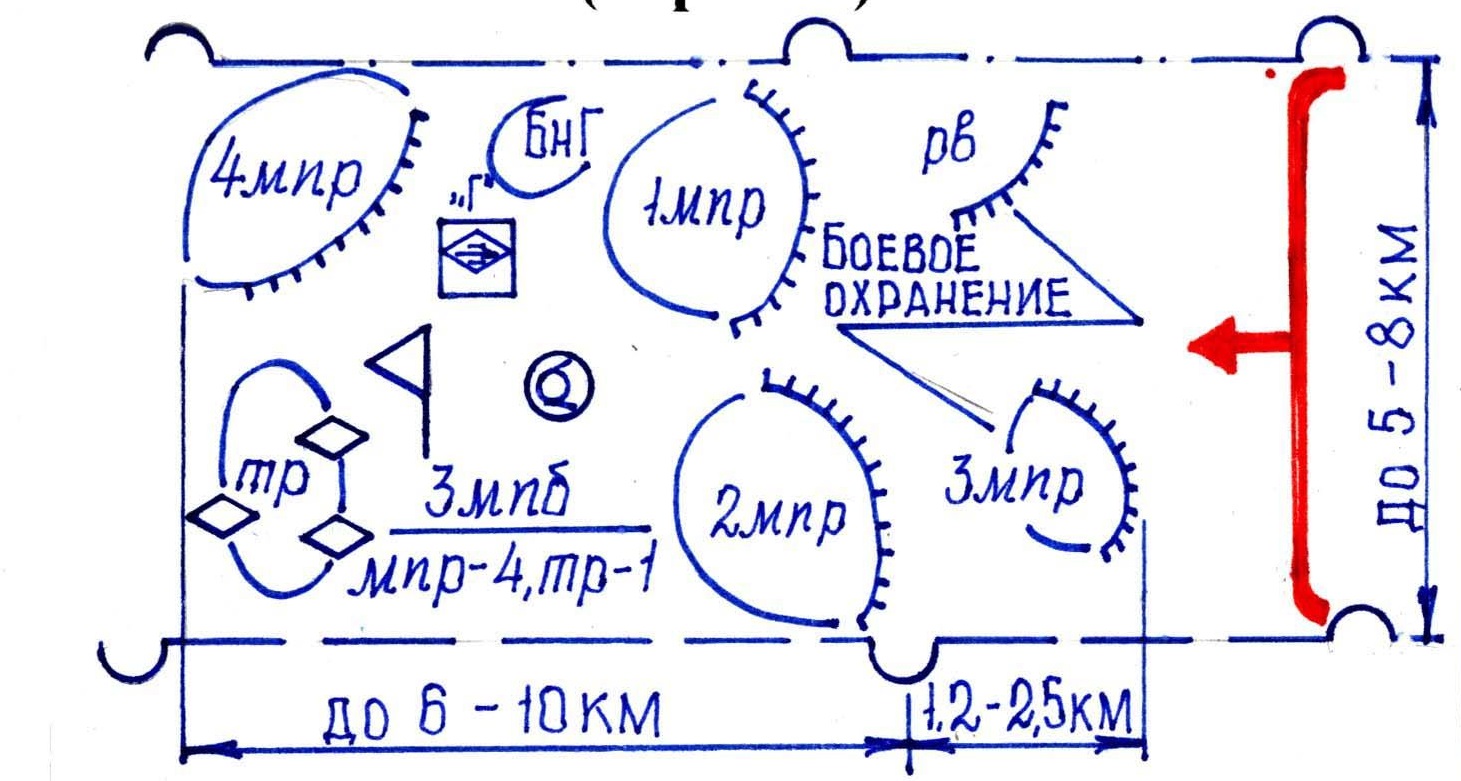 4мпр
БнГ
„Г"
1мпр
рв
БОЕВОЕ
ОХРАНЕНИЕ
тр
3мпб
мпр-4, тр-1
2мпр
3мпр
ДО 5-8КМ
ДО 6-10КМ
1,2-2,5КМ